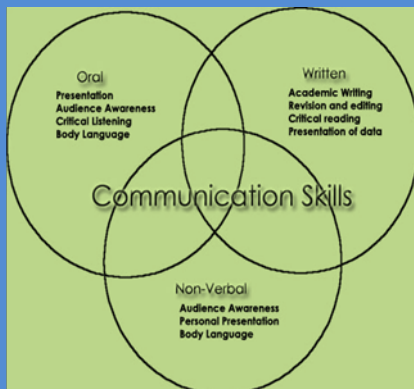 Oral
Presentation
Audience Awareness
Critical Listening
Body Language
Written
Academic Writing
Revision and editing
Critical reading
Presentation of data
Communication Skills
Non-Verbal
Audience Awareness
Personal Presentation
Body Language